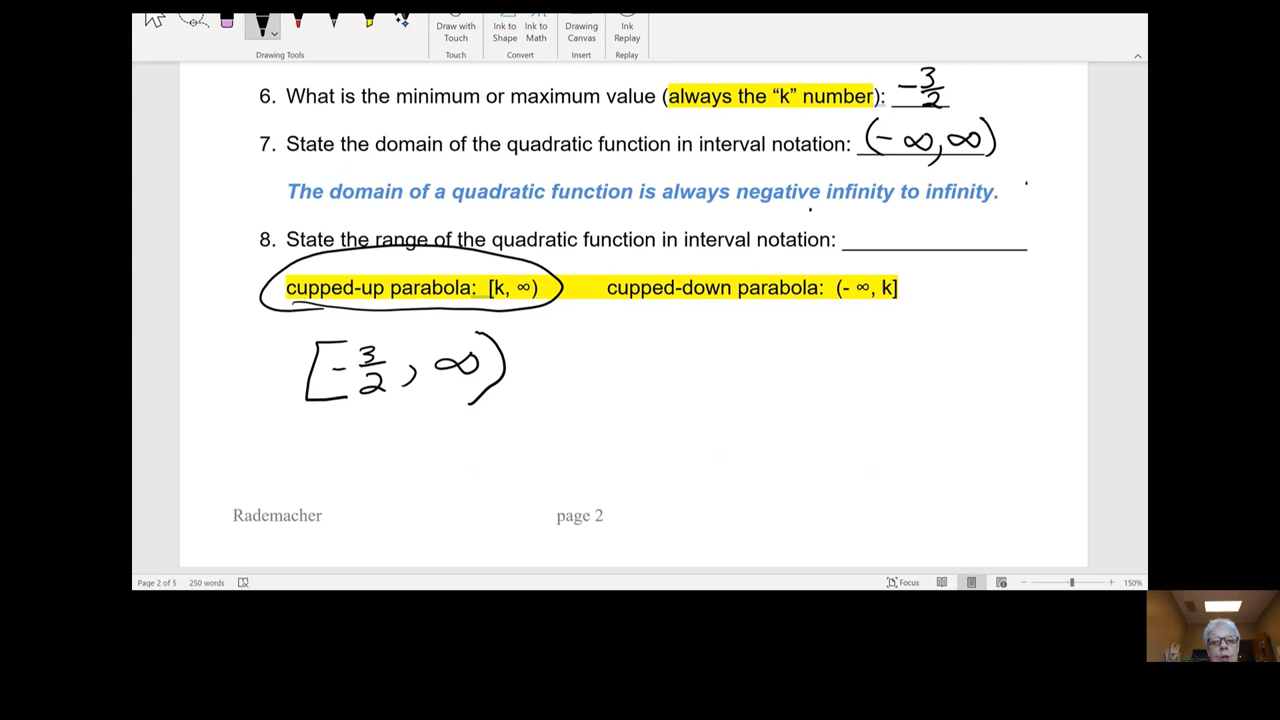 Draw with Touch
Ink to Shape
Ink to Math
Drawing Canvas
Ink Replay
Drawing Tools
Touch
Convert
Insert
Replay
6. What is the minimum or maximum value (always the “k” number): -3/2
7. State the domain of the quadratic function in interval notation: (-∞,∞)
The domain of a quadratic function is always negative infinity to infinity.
8. State the range of the quadratic function in interval notation: ____
cupped-up parabola: [k, ∞) cupped-down parabola: (- ∞, k]
[-3/2, ∞)
Rademacher page 2
Page 2 of 5 250 words Focus 150%